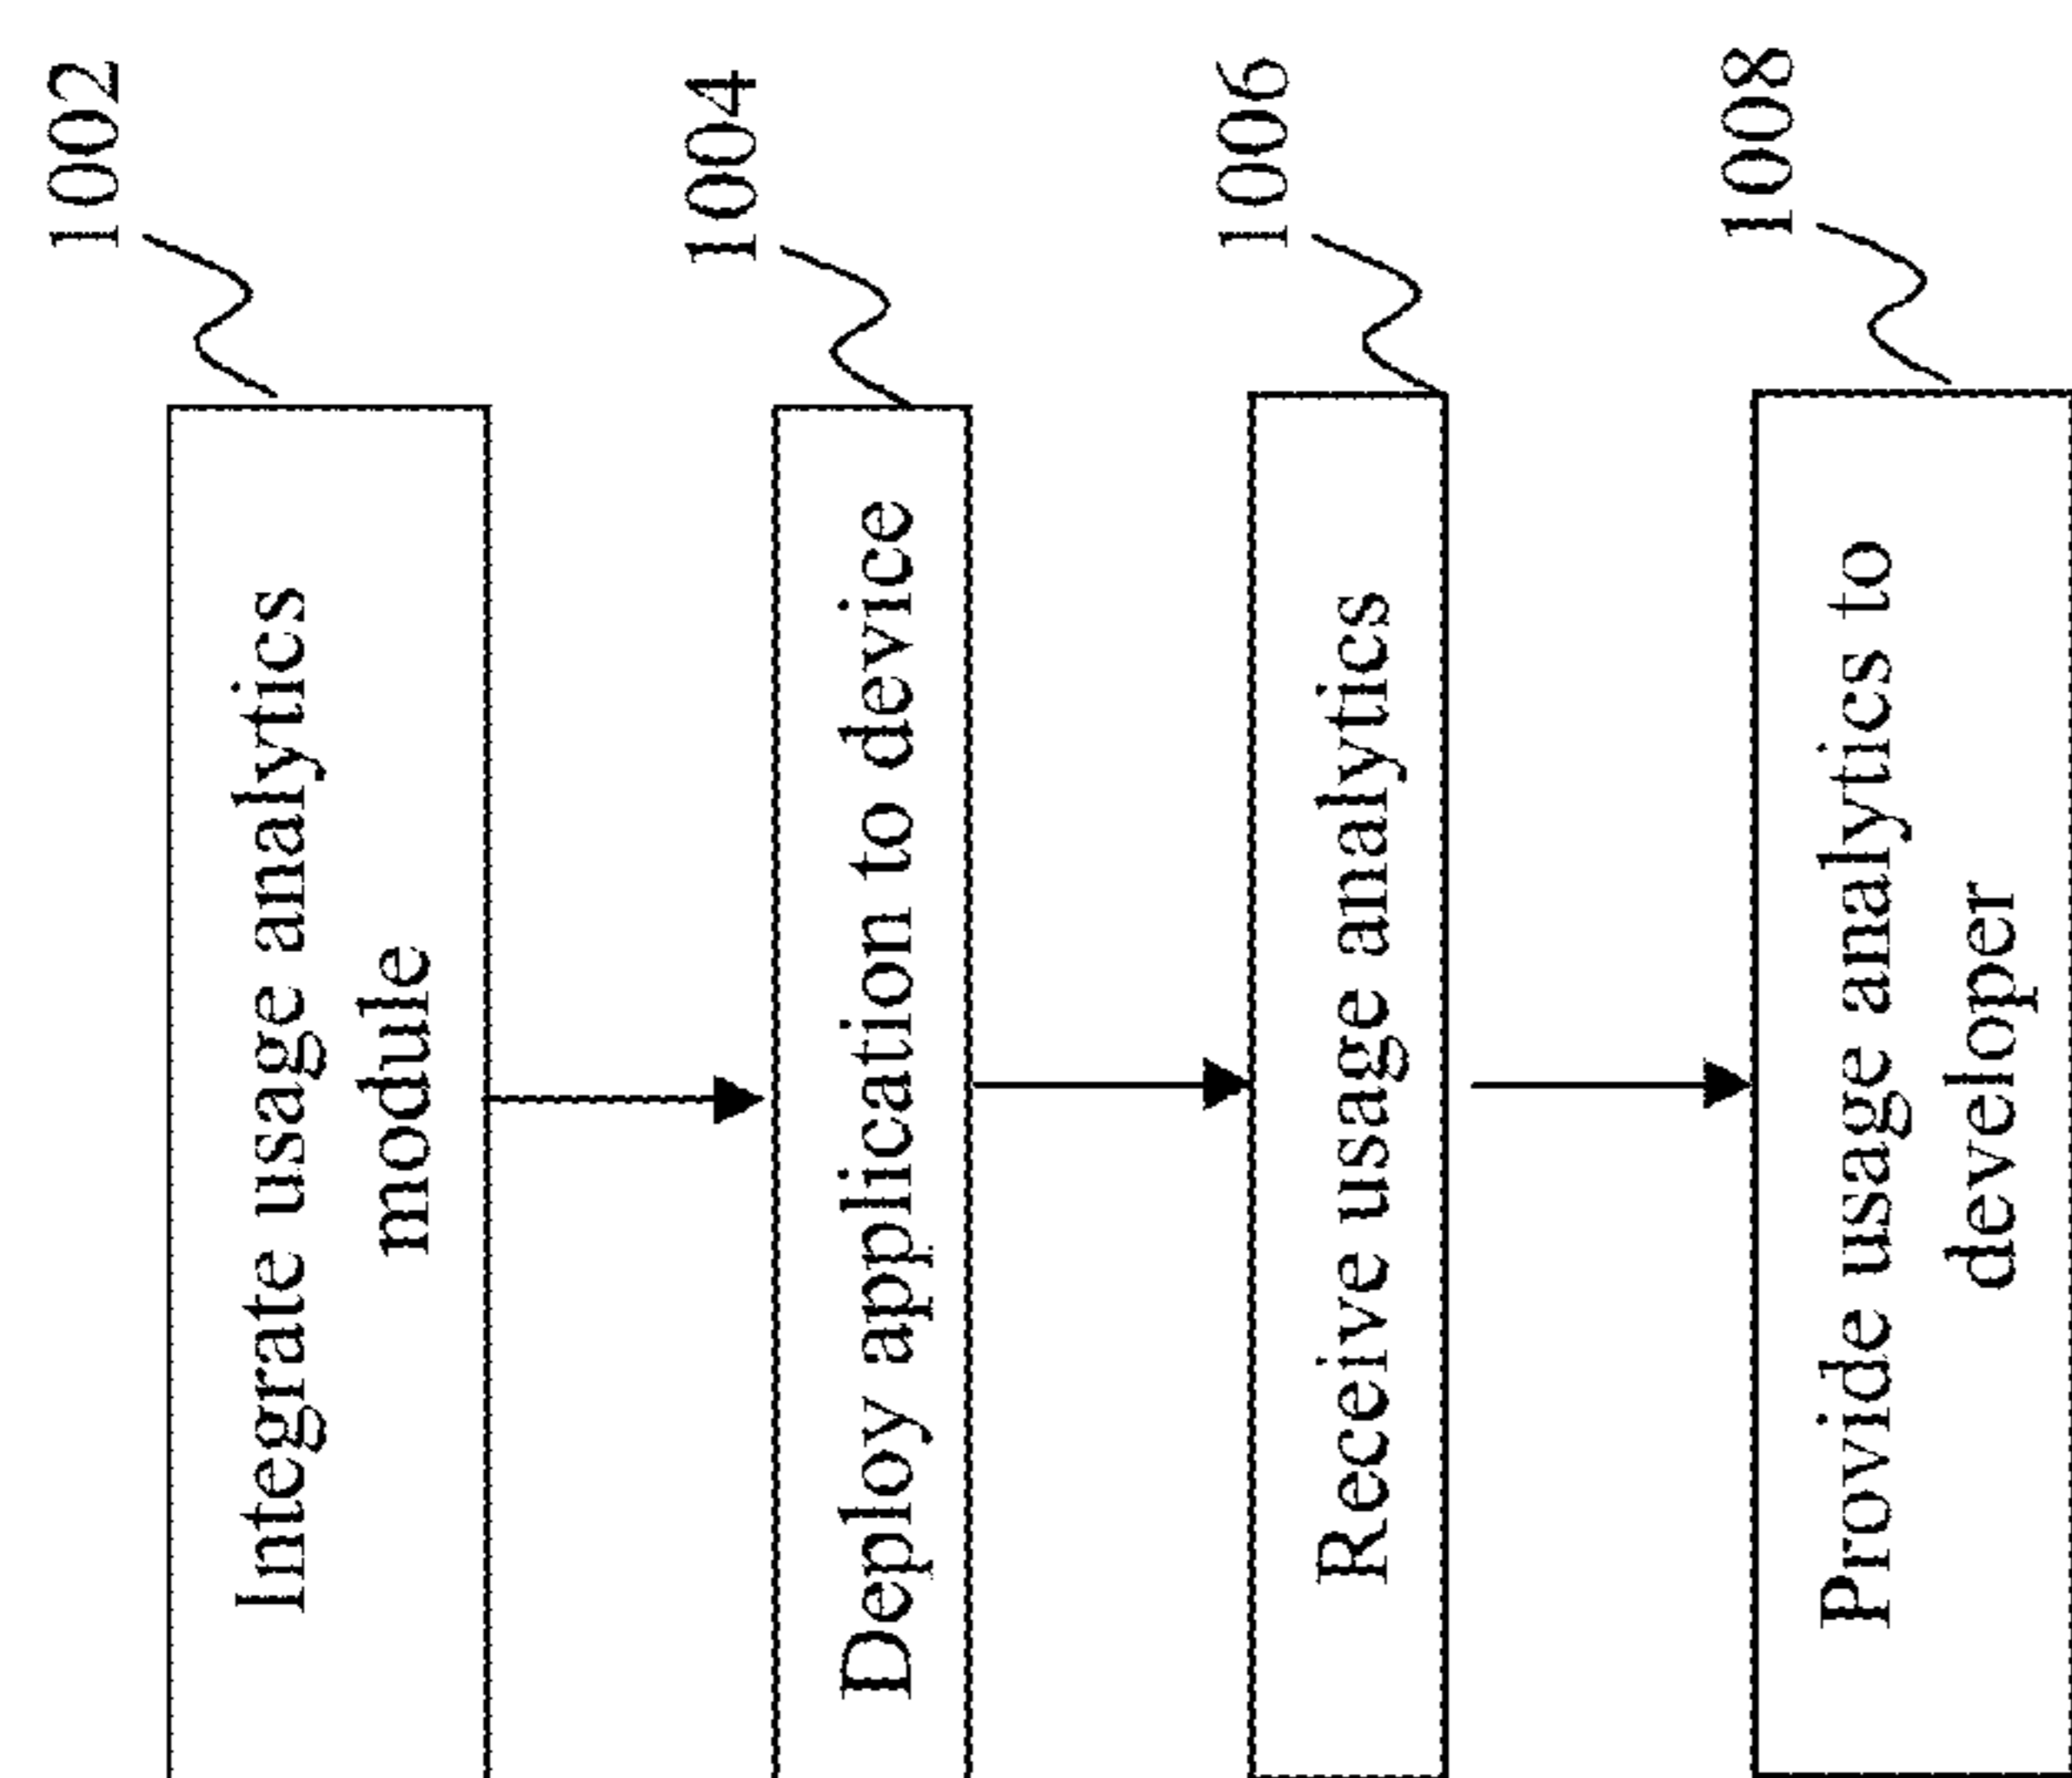 1002
Integrate usage analytics
module
1004
Deploy application to device
1006
Receive usage analytics
1008
Provide usage analytics to
developer